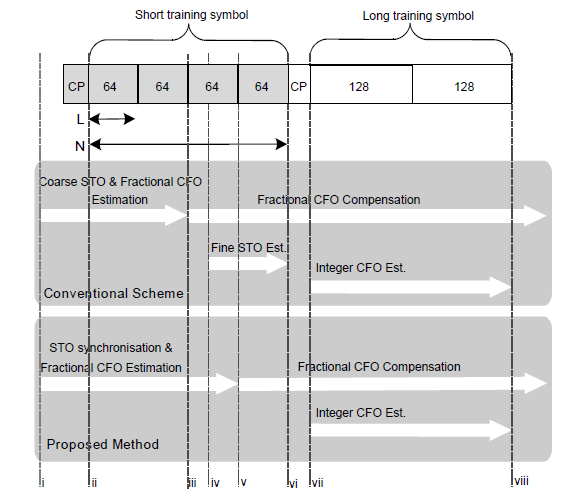 Short training symbol
Long training symbol
CP 64 64 64 64 CP 128 128
L
N
Coarse STO & Fractional CFO
Estimation
Fractional CFO Compensation
Fine STO Est.
Integer CFO Est.
Conventional Scheme
STO synchronisation &
Fractional CFO Estimation
Fractional CFO Compensation
Integer CFO Est.
Proposed Method
i ii iii iv v vi vii viii